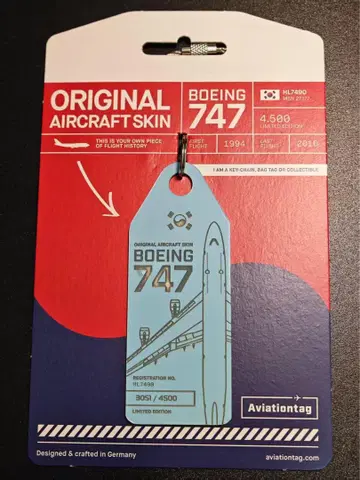 ORIGINAL
AIRCRAFT SKIN
THIS IS YOUR OWN PIECE
OF FLIGHT HISTORY
BOEING
747
HL7490
MSN 27177
4.500
LIMITED EDITION
FIRST
FLIGHT
1994
LAST
FLIGHT
2016
I AM A KEY-CHAIN, BAG TAG OR COLLECTIBLE
ORIGINAL AIRCRAFT SKIN
BOEING
747
REGISTRATION NO.
HL7490
3051 / 4500
LIMITED EDITION
Aviationtag
Designed & crafted in Germany
aviationtag.com